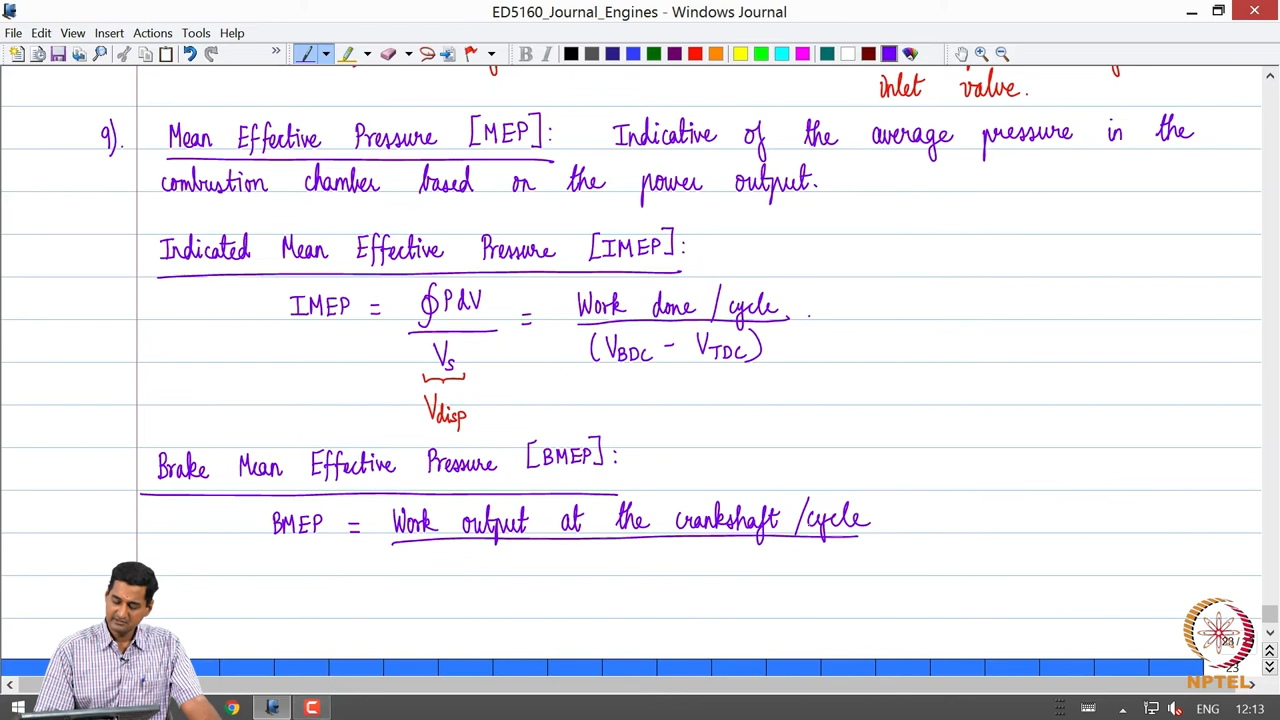 ED5160_Journal_Engines - Windows Journal
File Edit View Insert Actions Tools Help
B I
inlet valve.
9). Mean Effective Pressure [MEP]: Indicative of the average pressure in the
combustion chamber based on the power output.
Indicated Mean Effective Pressure [IMEP]:
IMEP = ∮PdV / Vs = Work done /cycle / (VBDC - VTDC)
Vdisp
Brake Mean Effective Pressure [BMEP]:
BMEP = Work output at the crankshaft /cycle
23
NPTEL
12:13